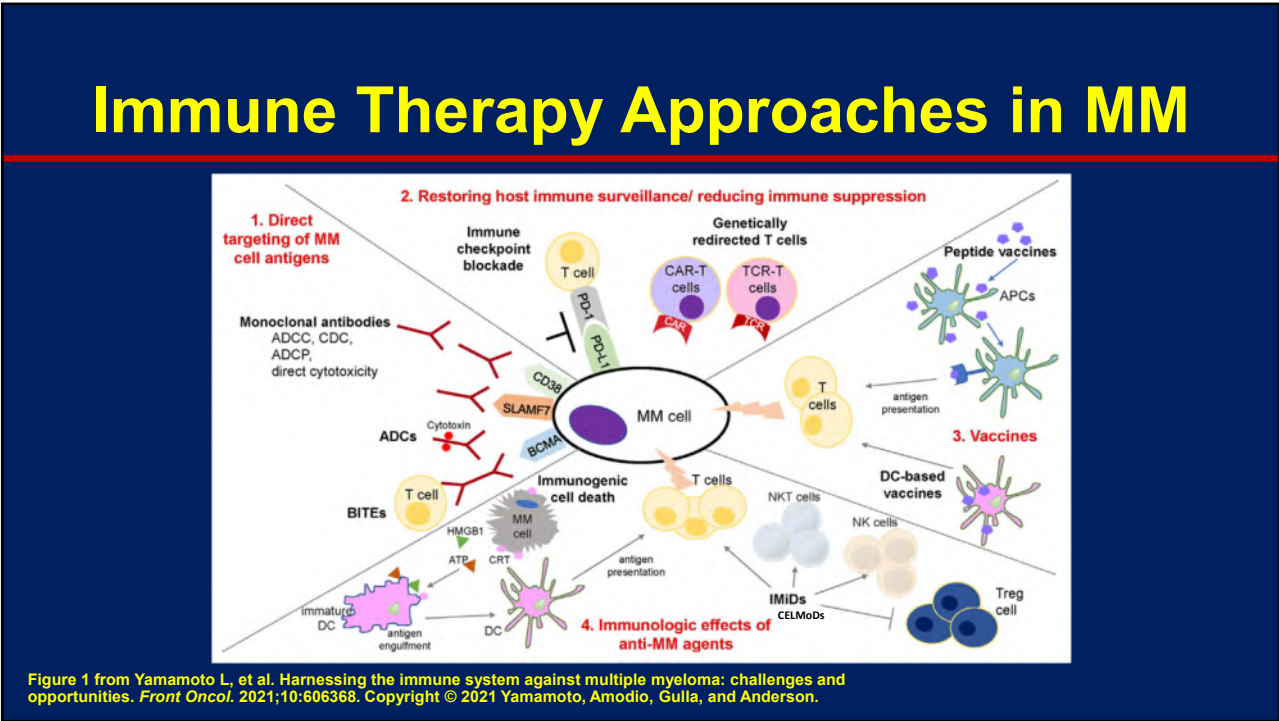 Immune Therapy Approaches in MM
2. Restoring host immune surveillance/ reducing immune suppression
1. Direct
targeting of MM
cell antigens
Immune
checkpoint
blockade
T cell
PD-1
PD-L1
Genetically
redirected T cells
CAR-T
cells
CAR
TCR-T
cells
TCR
Peptide vaccines
APCs
Monoclonal antibodies
ADCC, CDC,
ADCP,
direct cytotoxicity
CD38
SLAMF7
BCMA
MM cell
T
cells
antigen
presentation
3. Vaccines
ADCs
Cytotoxin
BITEs
T cell
DC-based
vaccines
Immunogenic
cell death
MM
cell
HMGB1
ATP
CRT
immature
DC
antigen
engulfment
DC
antigen
presentation
T cells
NKT cells
NK cells
IMiDs
CELMoDs
Treg
cell
4. Immunologic effects of
anti-MM agents
Figure 1 from Yamamoto L, et al. Harnessing the immune system against multiple myeloma: challenges and
opportunities. Front Oncol. 2021;10:606368. Copyright © 2021 Yamamoto, Amodio, Gulla, and Anderson.